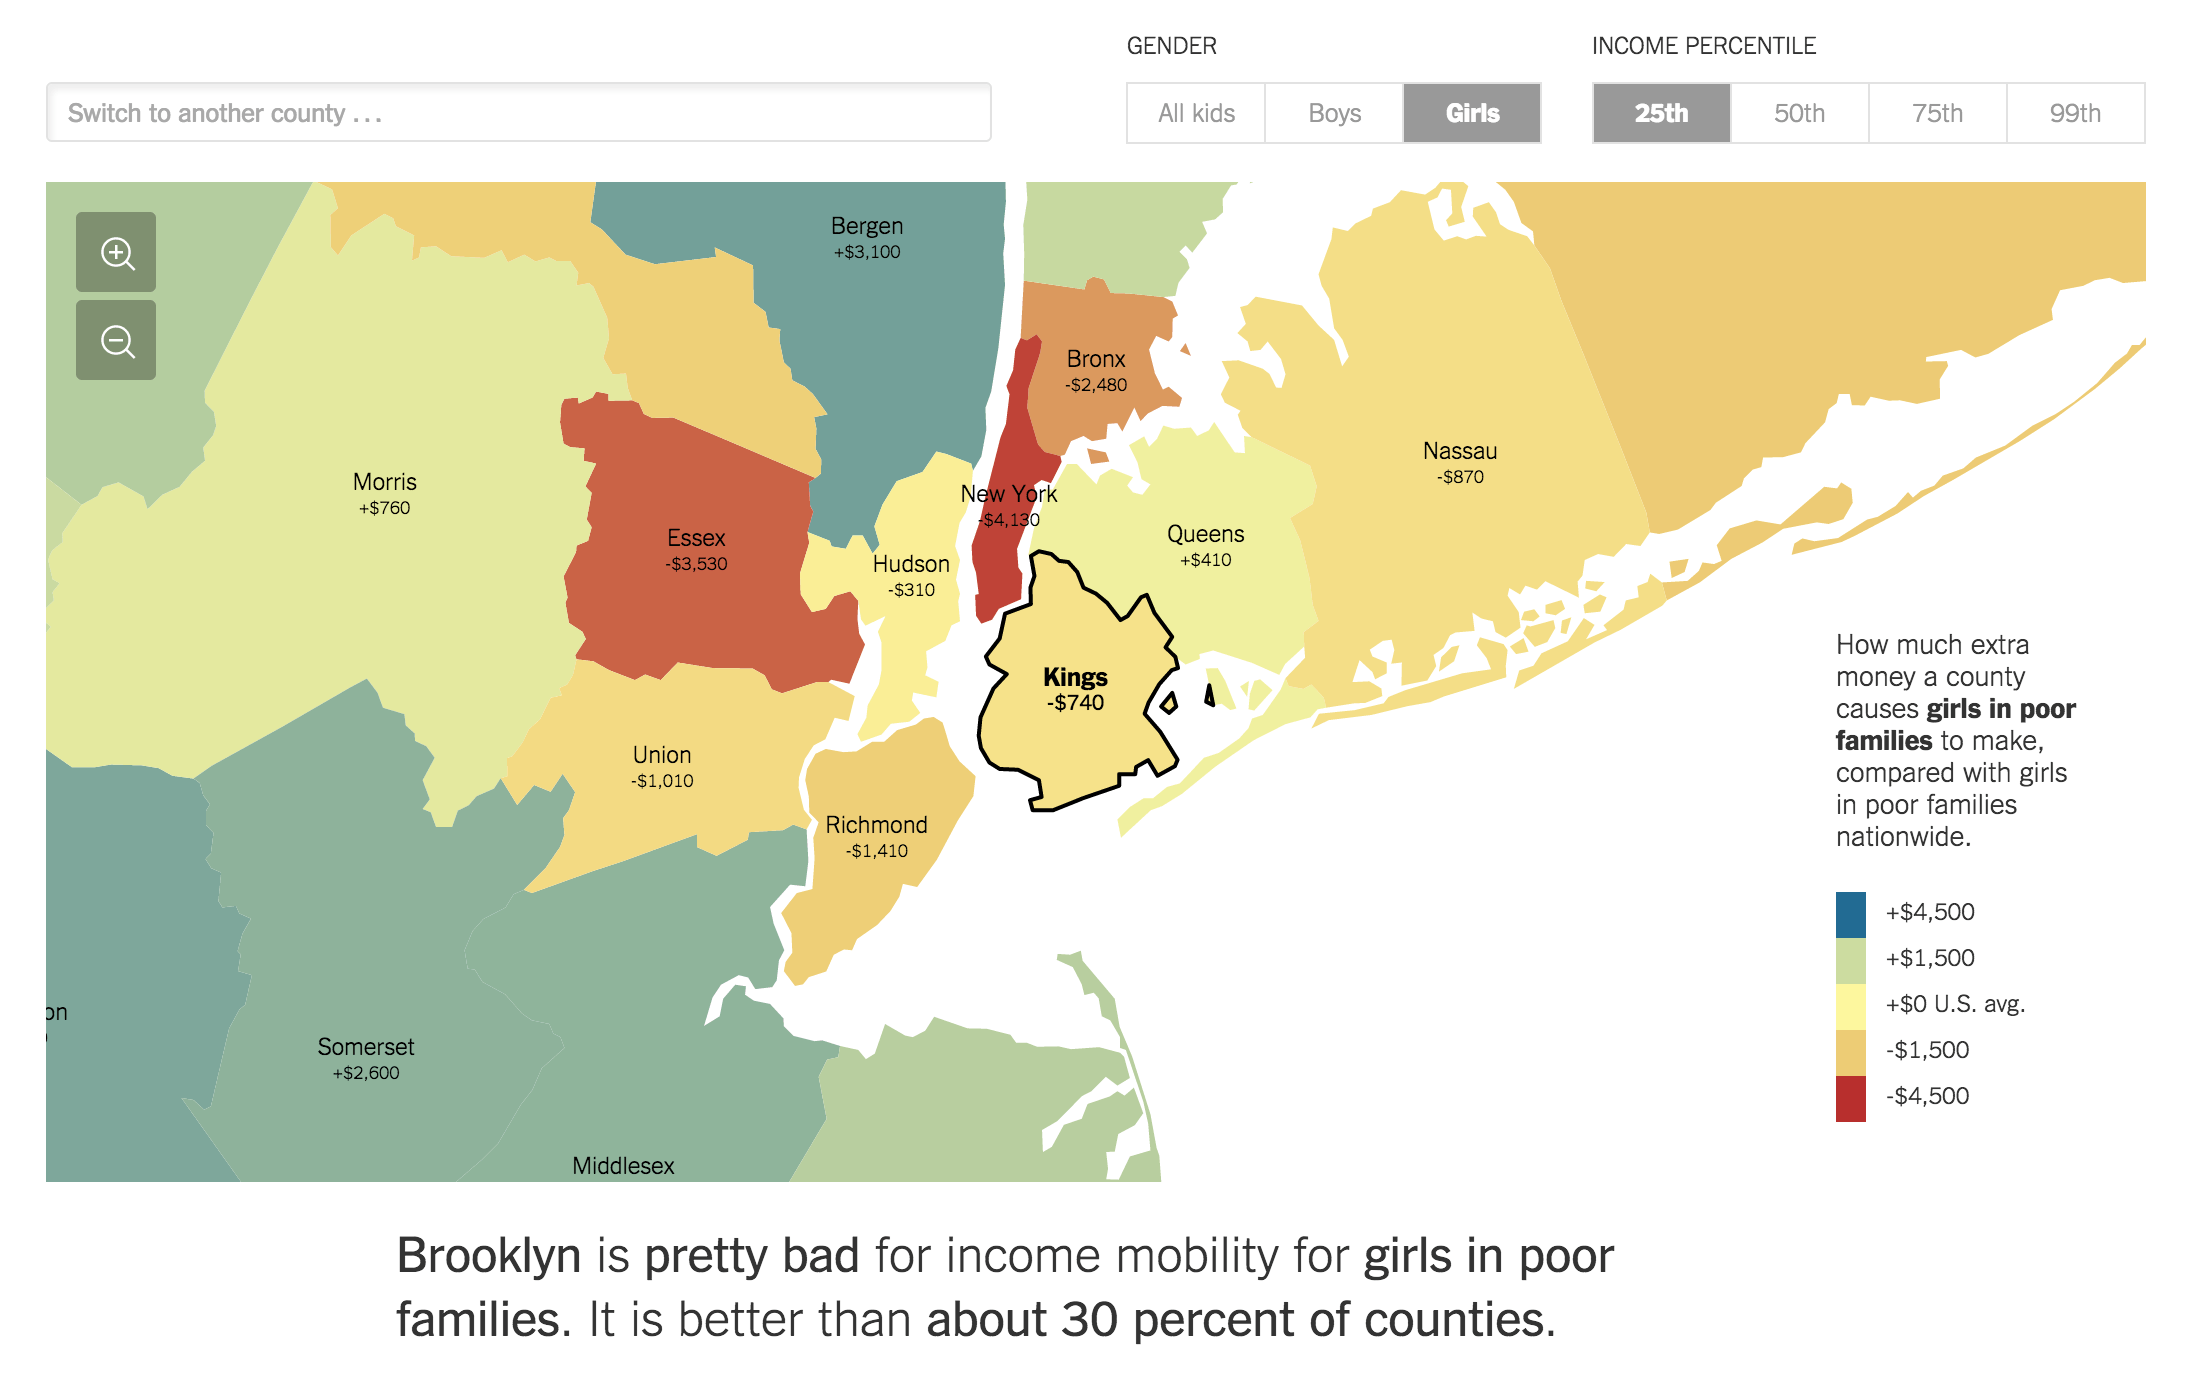 GENDER
INCOME PERCENTILE
Switch to another county ...
All kids
Boys
Girls
25th
50th
75th
99th
Bergen
+$3,100
Bronx
-$2,480
Nassau
-$870
Morris
+$760
New York
-$4,130
Essex
-$3,530
Queens
+$410
Hudson
-$310
Kings
-$740
Union
-$1,010
Richmond
-$1,410
on
Somerset
+$2,600
Middlesex
How much extra
money a county
causes girls in poor
families to make,
compared with girls
in poor families
nationwide.
+$4,500
+$1,500
+$0 U.S. avg.
-$1,500
-$4,500
Brooklyn is pretty bad for income mobility for girls in poor
families. It is better than about 30 percent of counties.